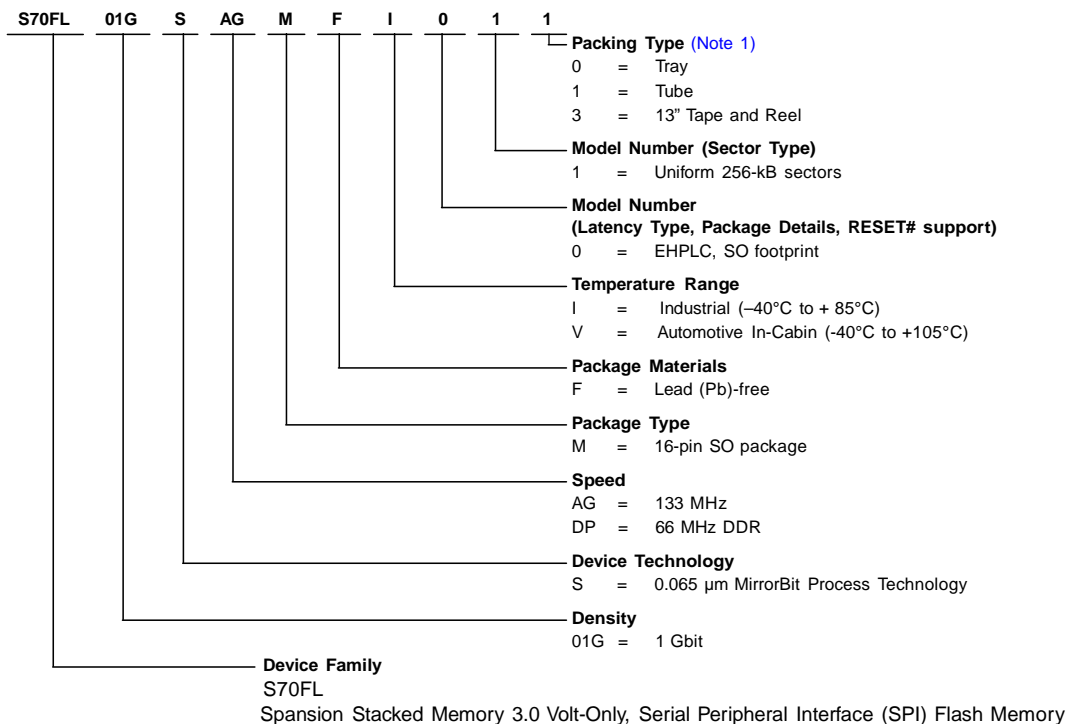 S70FL 01G S AG M F I 0 1 1
Packing Type (Note 1)
0 = Tray
1 = Tube
3 = 13” Tape and Reel
Model Number (Sector Type)
1 = Uniform 256-kB sectors
Model Number
(Latency Type, Package Details, RESET# support)
0 = EHPLC, SO footprint
Temperature Range
I = Industrial (–40°C to + 85°C)
V = Automotive In-Cabin (-40°C to +105°C)
Package Materials
F = Lead (Pb)-free
Package Type
M = 16-pin SO package
Speed
AG = 133 MHz
DP = 66 MHz DDR
Device Technology
S = 0.065 µm MirrorBit Process Technology
Density
01G = 1 Gbit
Device Family
S70FL
Spansion Stacked Memory 3.0 Volt-Only, Serial Peripheral Interface (SPI) Flash Memory